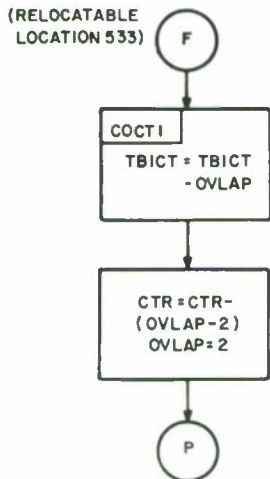 (RELOCATABLE
LOCATION 533)
F
COCT1
TBICT = TBICT
- OVLAP
CTR = CTR-
(OVLAP-2)
OVLAP = 2
P